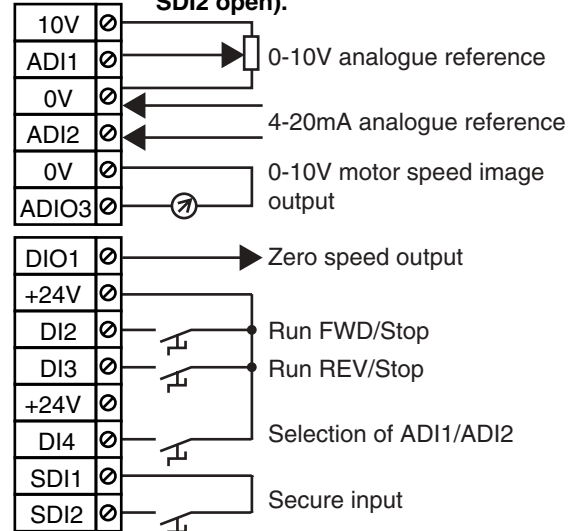 SDI2 open).
10V
ADI1
0-10V analogue reference
0V
4-20mA analogue reference
ADI2
0V
0-10V motor speed image
output
ADIO3
DIO1
Zero speed output
+24V
DI2
Run FWD/Stop
DI3
Run REV/Stop
+24V
DI4
Selection of ADI1/ADI2
SDI1
Secure input
SDI2